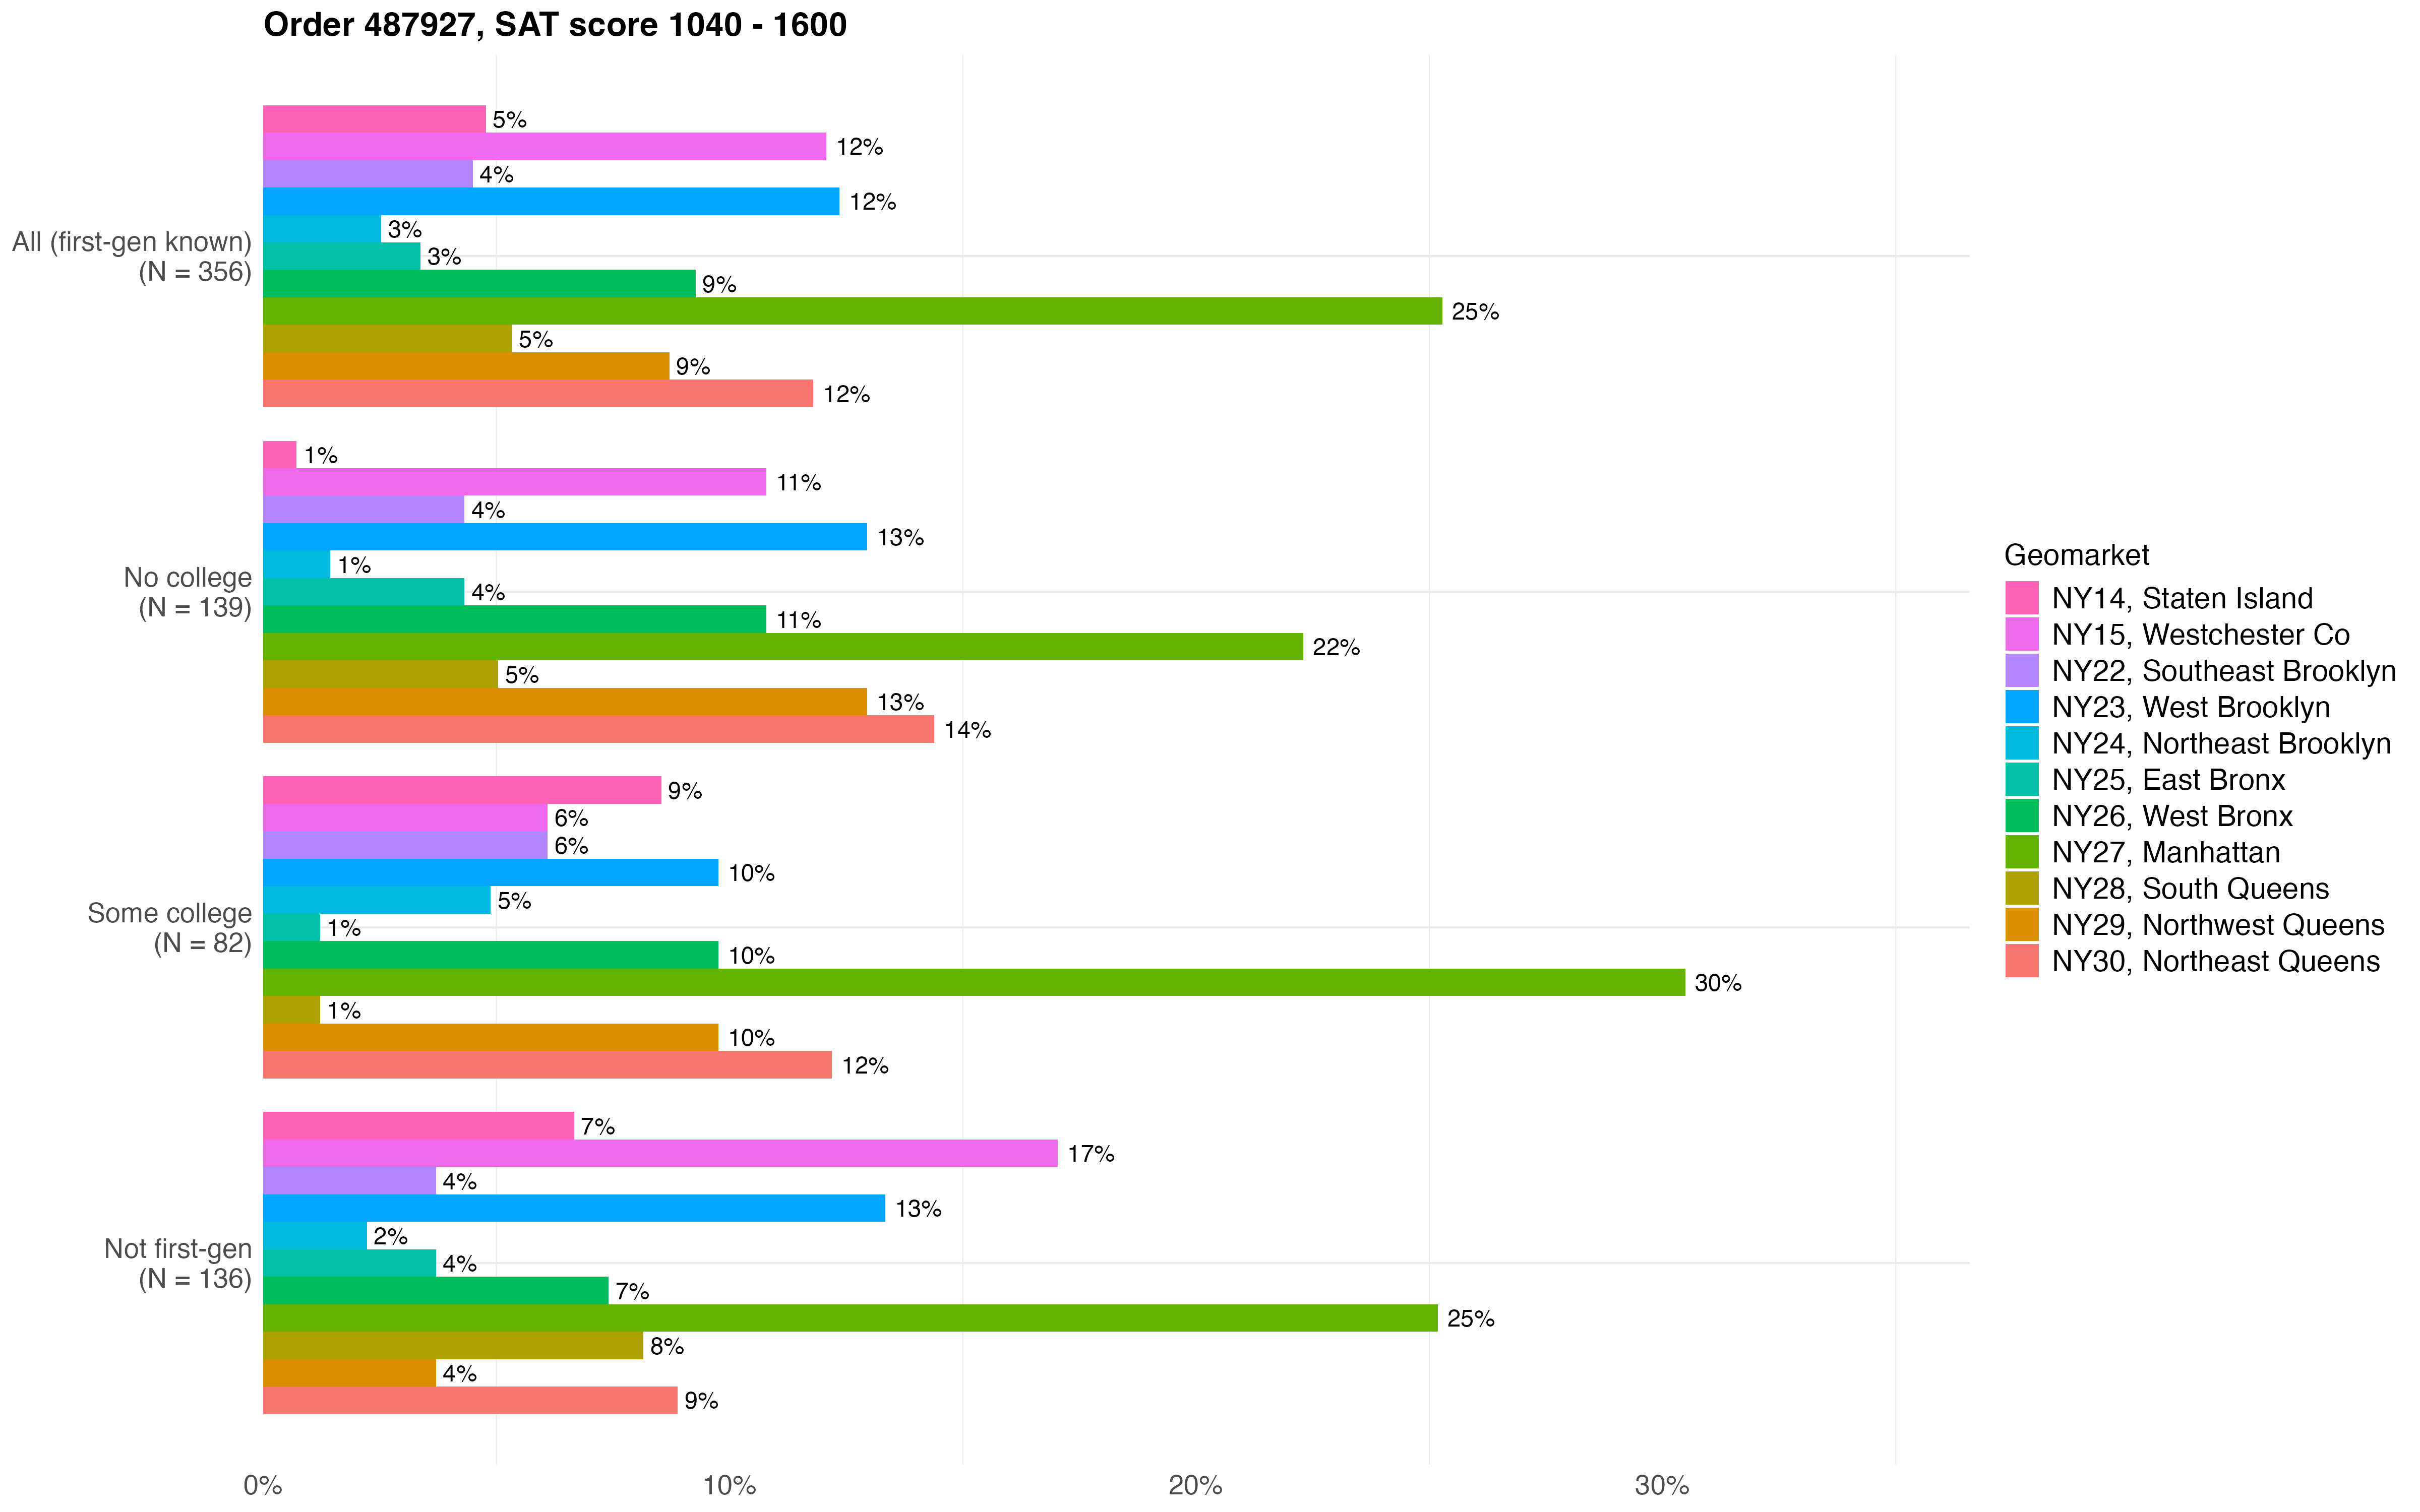 Order 487927, SAT score 1040 - 1600
All (first-gen known)
(N = 356)
5%
12%
4%
12%
3%
3%
9%
25%
5%
9%
12%
No college
(N = 139)
1%
11%
4%
13%
1%
4%
11%
22%
5%
13%
14%
Some college
(N = 82)
9%
6%
6%
10%
5%
1%
10%
30%
1%
10%
12%
Not first-gen
(N = 136)
7%
17%
4%
13%
2%
4%
7%
25%
8%
4%
9%
0%
10%
20%
30%
Geomarket
NY14, Staten Island
NY15, Westchester Co
NY22, Southeast Brooklyn
NY23, West Brooklyn
NY24, Northeast Brooklyn
NY25, East Bronx
NY26, West Bronx
NY27, Manhattan
NY28, South Queens
NY29, Northwest Queens
NY30, Northeast Queens